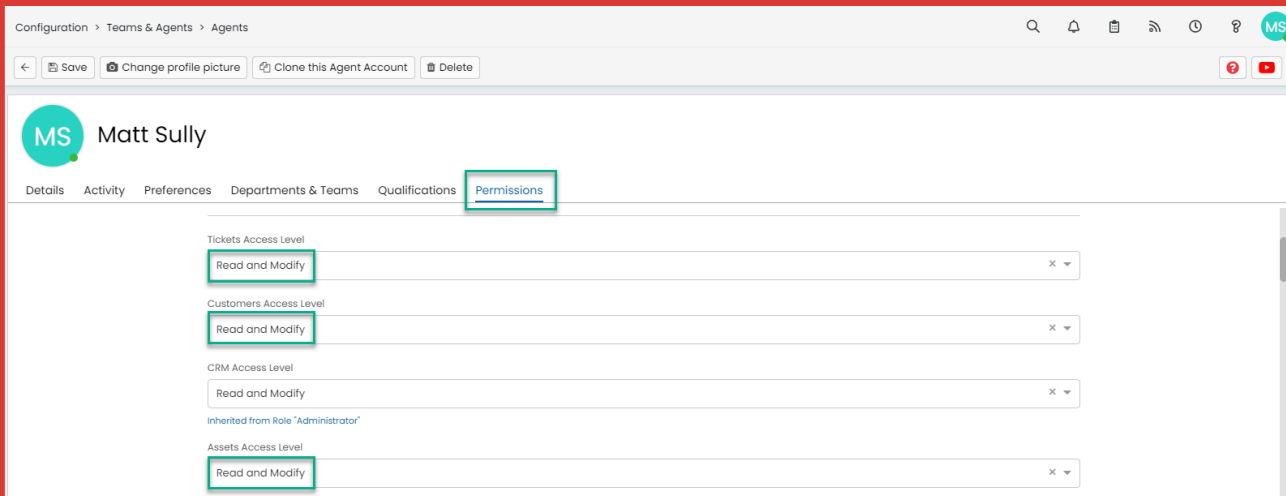 Configuration > Teams & Agents > Agents
MS
Save Change profile picture Clone this Agent Account Delete
MS Matt Sully
Details Activity Preferences Departments & Teams Qualifications Permissions
Tickets Access Level
Read and Modify
Customers Access Level
Read and Modify
CRM Access Level
Read and Modify
Inherited from Role "Administrator"
Assets Access Level
Read and Modify